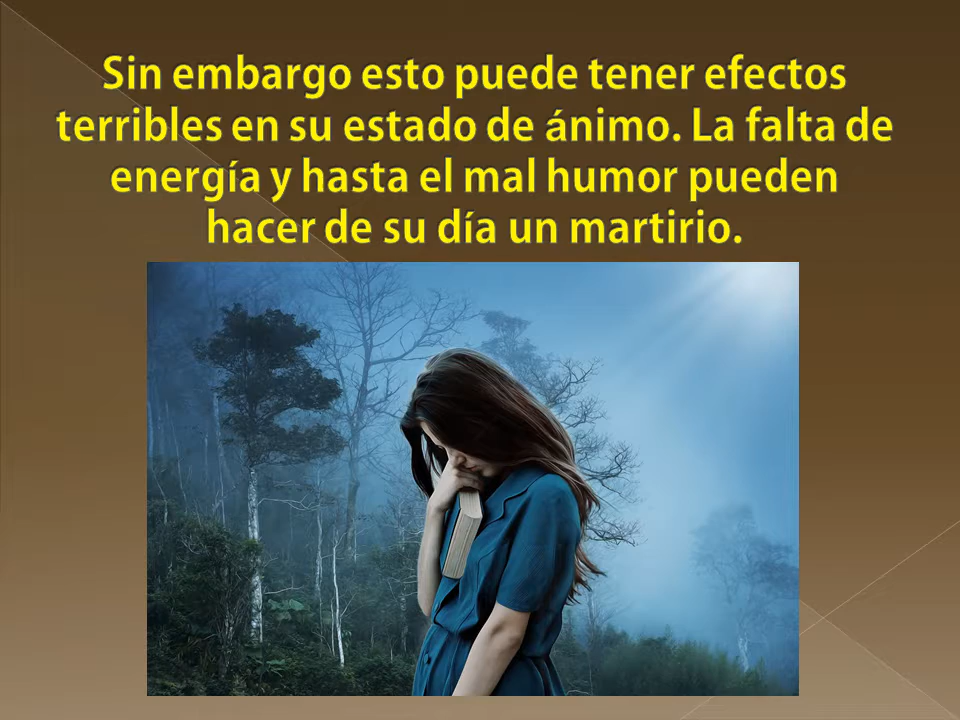 Sin embargo esto puede tener efectos
terribles en su estado de ánimo. La falta de
energía y hasta el mal humor pueden
hacer de su día un martirio.